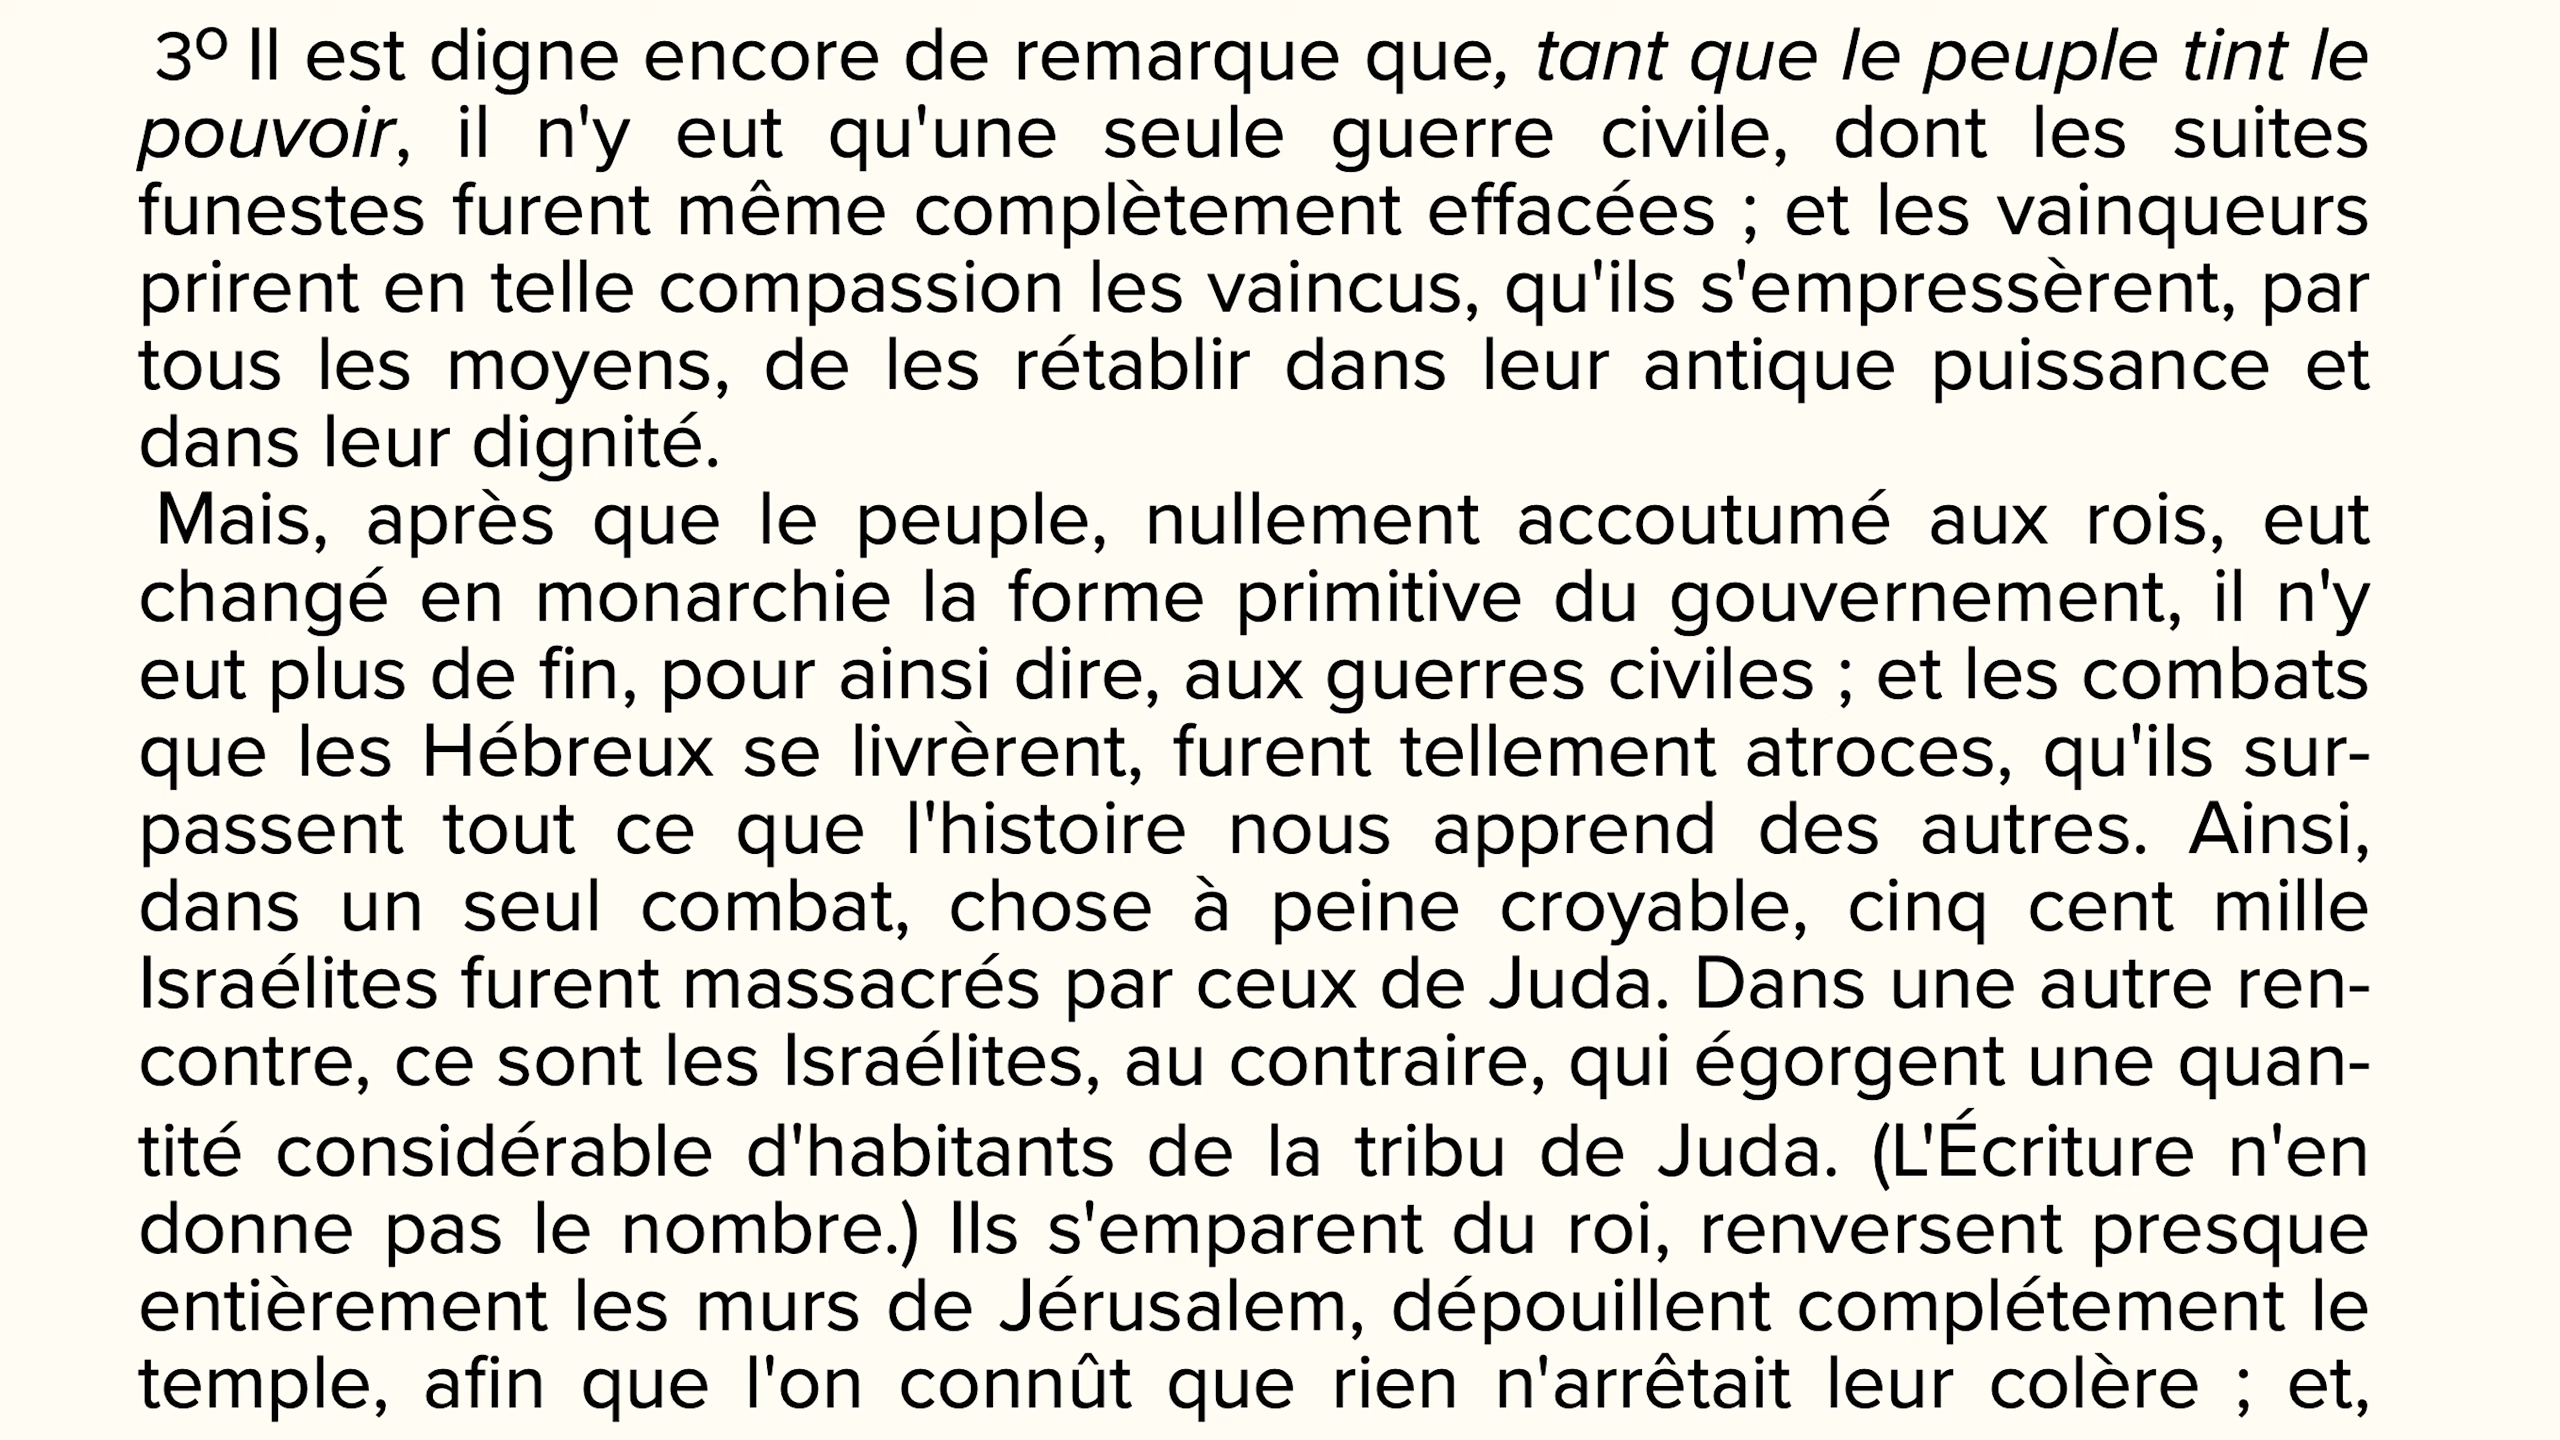 3º Il est digne encore de remarque que, tant que le peuple tint le
pouvoir, il n'y eut qu'une seule guerre civile, dont les suites
funestes furent même complètement effacées ; et les vainqueurs
prirent en telle compassion les vaincus, qu'ils s'empressèrent, par
tous les moyens, de les rétablir dans leur antique puissance et
dans leur dignité.
Mais, après que le peuple, nullement accoutumé aux rois, eut
changé en monarchie la forme primitive du gouvernement, il n'y
eut plus de fin, pour ainsi dire, aux guerres civiles ; et les combats
que les Hébreux se livrèrent, furent tellement atroces, qu'ils sur-
passent tout ce que l'histoire nous apprend des autres. Ainsi,
dans un seul combat, chose à peine croyable, cinq cent mille
Israélites furent massacrés par ceux de Juda. Dans une autre ren-
contre, ce sont les Israélites, au contraire, qui égorgent une quan-
tité considérable d'habitants de la tribu de Juda. (L'Écriture n'en
donne pas le nombre.) Ils s'emparent du roi, renversent presque
entièrement les murs de Jérusalem, dépouillent complétement le
temple, afin que l'on connût que rien n'arrêtait leur colère ; et,